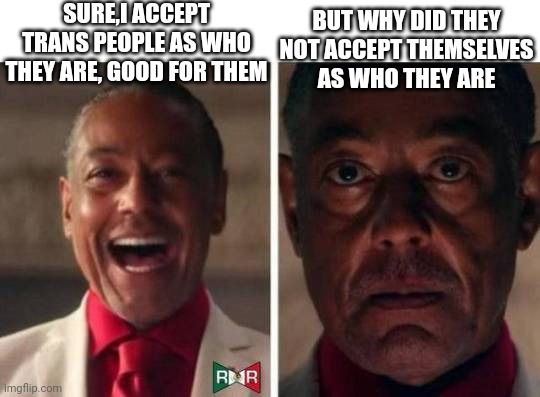 SURE,I ACCEPT
TRANS PEOPLE AS WHO
THEY ARE, GOOD FOR THEM
BUT WHY DID THEY
NOT ACCEPT THEMSELVES
AS WHO THEY ARE
imgflip.com